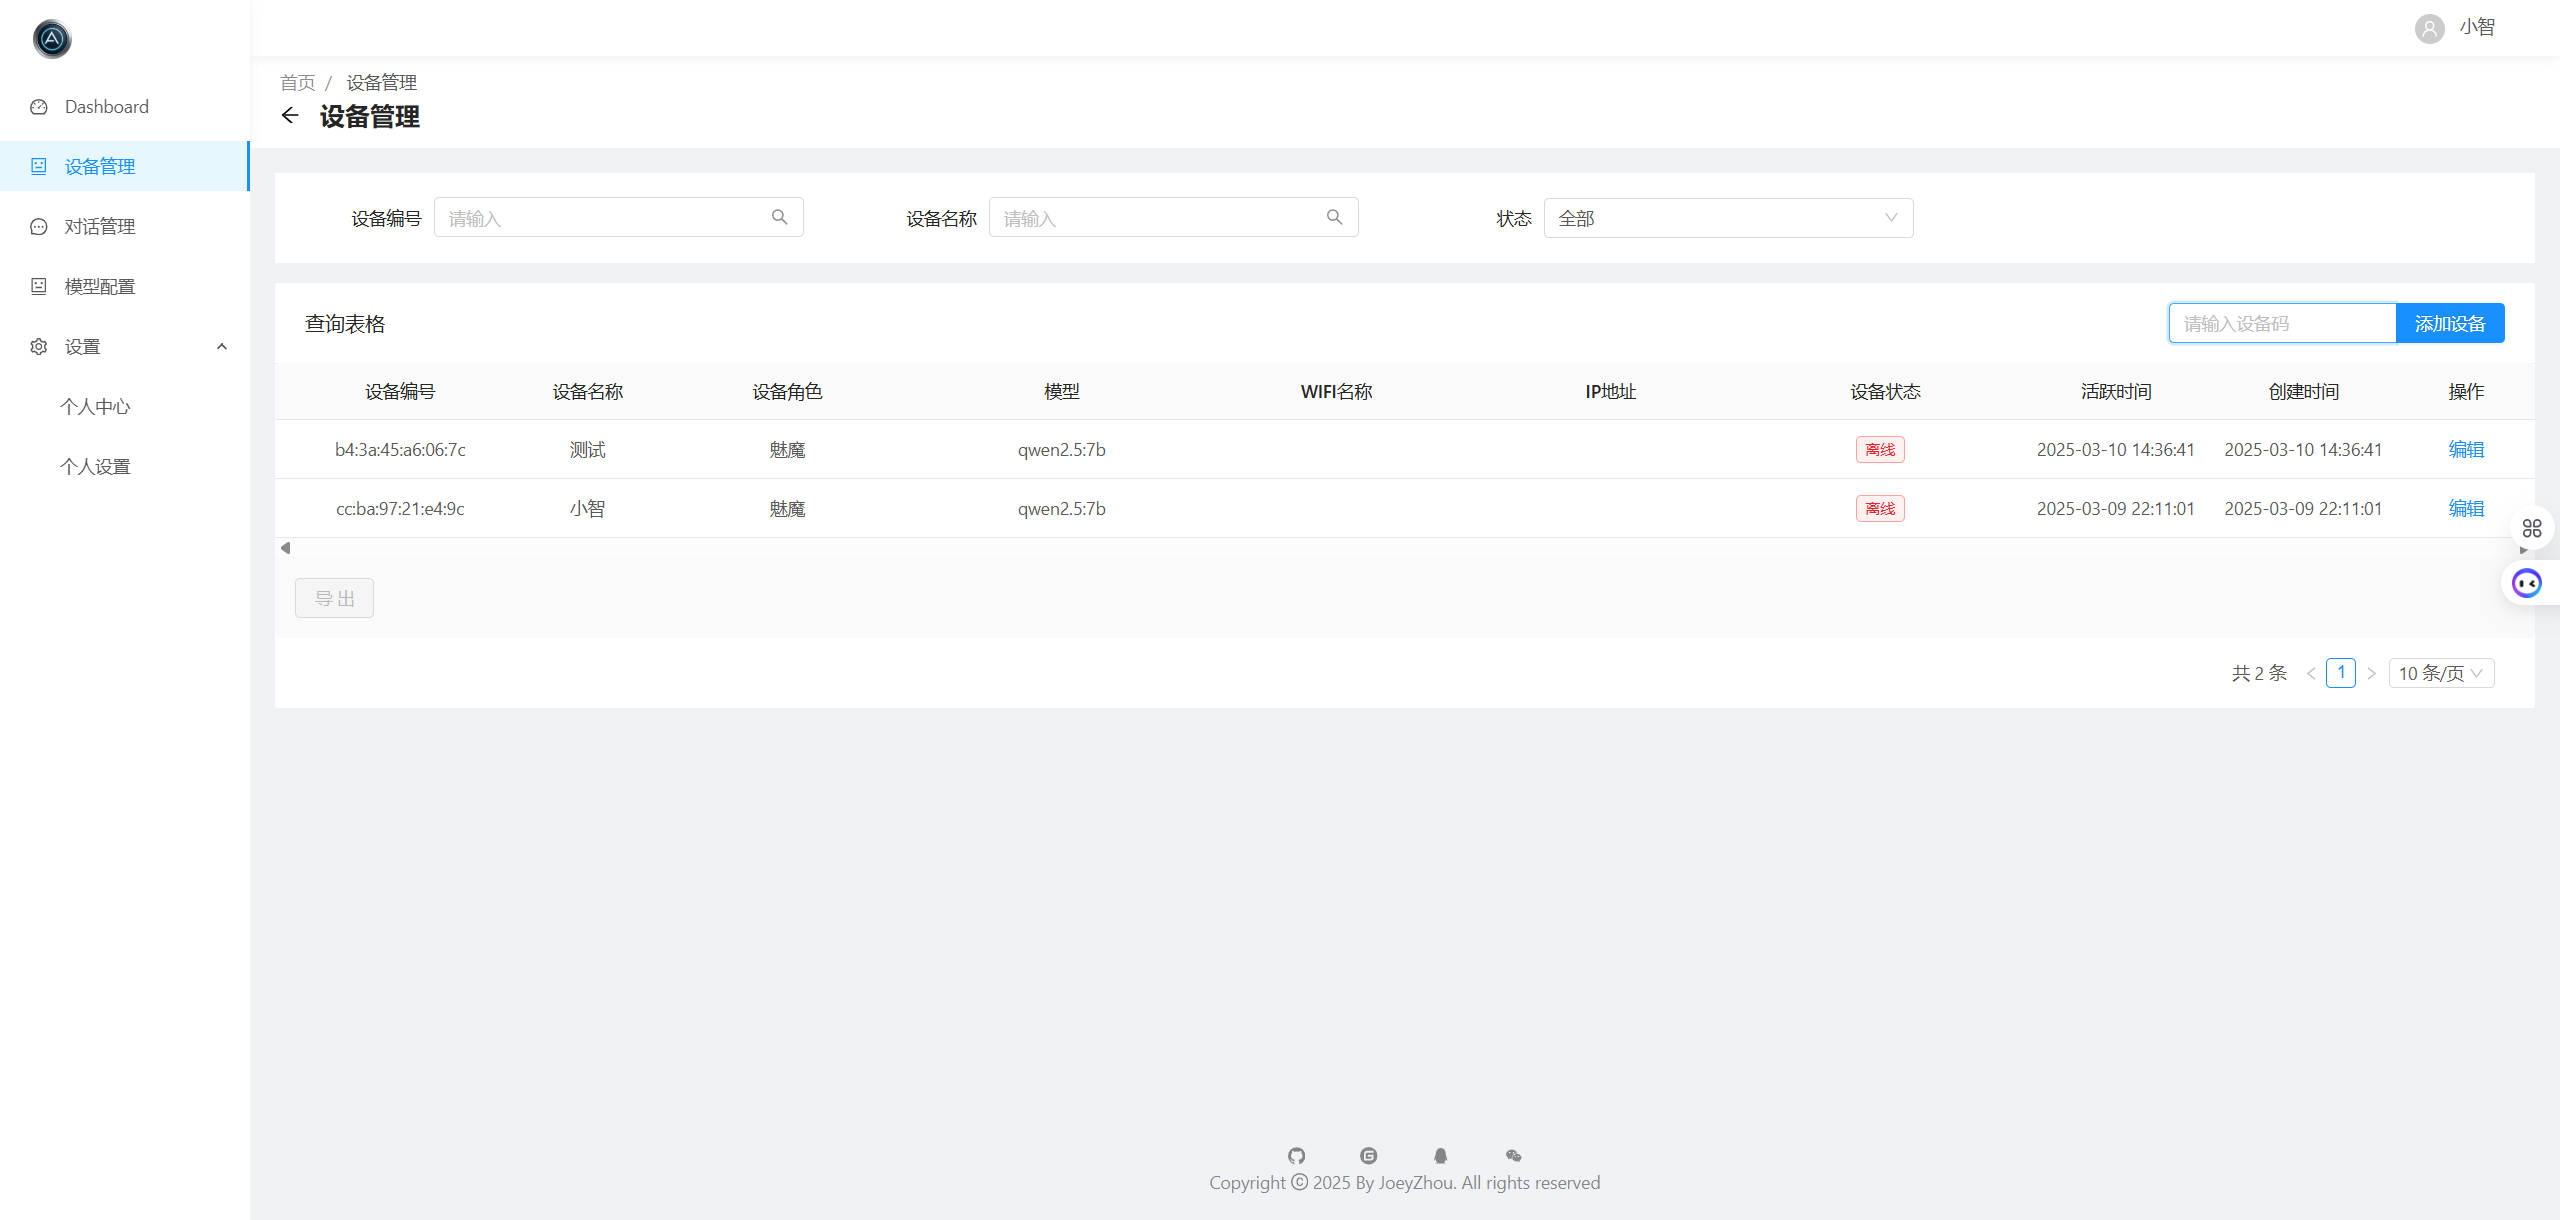 小智
Dashboard
设备管理
对话管理
模型配置
设置
个人中心
个人设置
首页 / 设备管理
设备管理
设备编号 请输入 设备名称 请输入 状态 全部
查询表格 请输入设备码 添加设备
设备编号 设备名称 设备角色 模型 WIFI名称 IP地址 设备状态 活跃时间 创建时间 操作
b4:3a:45:a6:06:7c 测试 魅魔 qwen2.5:7b 离线 2025-03-10 14:36:41 2025-03-10 14:36:41 编辑
cc:ba:97:21:e4:9c 小智 魅魔 qwen2.5:7b 离线 2025-03-09 22:11:01 2025-03-09 22:11:01 编辑
导 出
共 2 条 1 10 条/页
Copyright © 2025 By JoeyZhou. All rights reserved